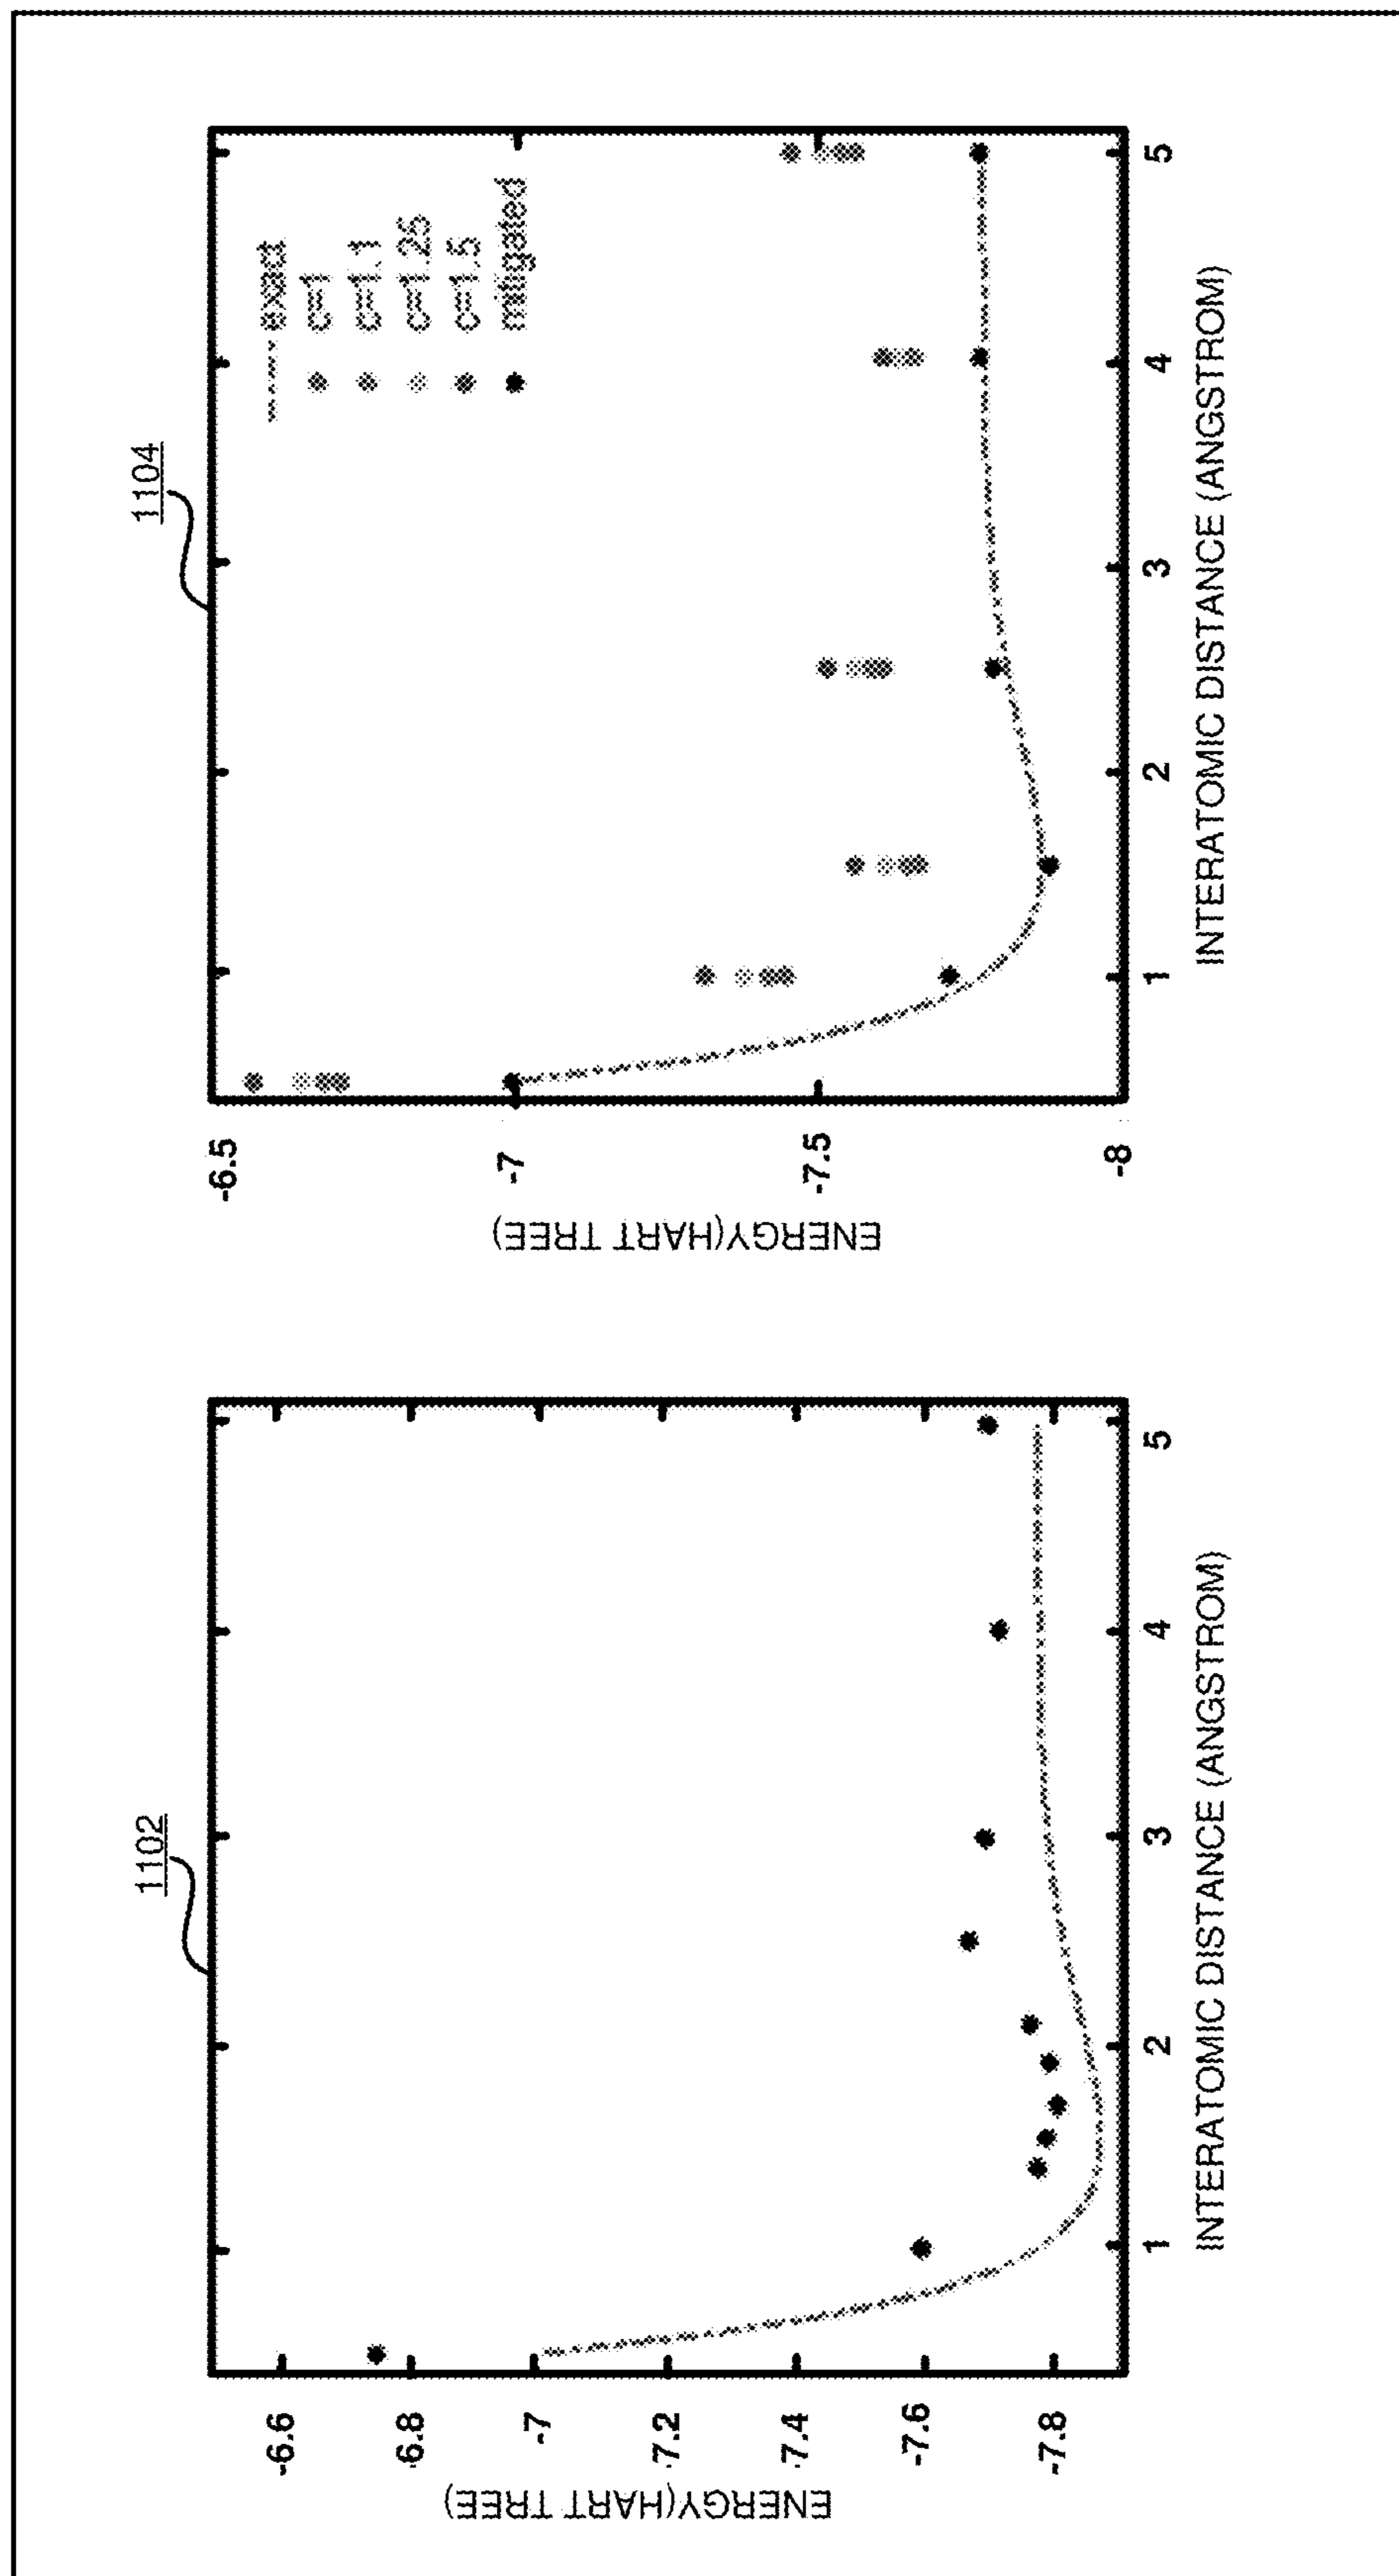 1102
ENERGY(HART TREE)
-6.6
-6.8
-7
-7.2
-7.4
-7.6
-7.8
1
2
3
4
5
INTERATOMIC DISTANCE (ANGSTROM)
1104
ENERGY(HART TREE)
-6.5
-7
-7.5
-8
exact
c=1
c=1.1
c=1.25
c=1.5
mitigated
1
2
3
4
5
INTERATOMIC DISTANCE (ANGSTROM)